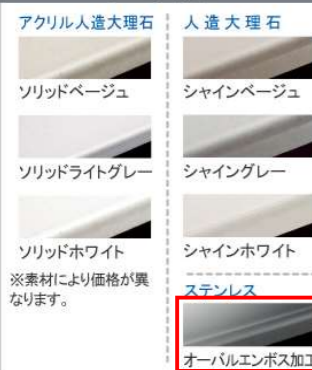 アクリル人造大理石
ソリッドベージュ
ソリッドライトグレー
ソリッドホワイト
※素材により価格が異
なります。
人造大理石
シャインベージュ
シャイングレー
シャインホワイト
ステンレス
オーバルエンボス加工